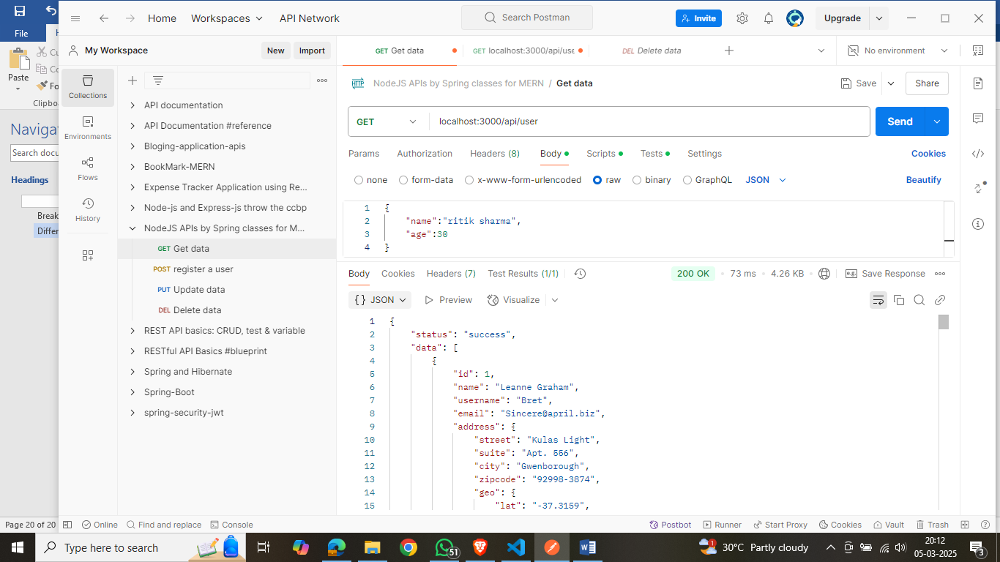 File
Home
Workspaces
API Network
Search Postman
Invite
Upgrade
Paste
Clipbo
My Workspace
New
Import
GET Get data
GET localhost:3000/api/use
DEL Delete data
No environment
Collections
Environments
Flows
History
Navigat
Search docu
Headings
Break
Differ
API documentation
API Documentation #reference
Bloging-application-apis
BookMark-MERN
Expense Tracker Application using Re...
Node-js and Express-js throw the ccbp
NodeJS APIs by Spring classes for M...
GET Get data
POST register a user
PUT Update data
DEL Delete data
REST API basics: CRUD, test & variable
RESTful API Basics #blueprint
Spring and Hibernate
Spring-Boot
spring-security-jwt
HTTP NodeJS APIs by Spring classes for MERN / Get data
Save
Share
GET
localhost:3000/api/user
Send
Params Authorization Headers (8) Body Scripts Tests Settings Cookies
none form-data x-www-form-urlencoded raw binary GraphQL JSON Beautify
1 {
2 "name":"ritik sharma",
3 "age":30
4 }
Body Cookies Headers (7) Test Results (1/1)
200 OK • 73 ms • 4.26 KB • e.g. Save Response
{} JSON Preview Visualize
1 {
2 "status": "success",
3 "data": [
4 {
5 "id": 1,
6 "name": "Leanne Graham",
7 "username": "Bret",
8 "email": "Sincere@april.biz",
9 "address": {
10 "street": "Kulas Light",
11 "suite": "Apt. 556",
12 "city": "Gwenborough",
13 "zipcode": "92998-3874",
14 "geo": {
15 "lat": "-37.3159",
Page 20 of 20
Online Find and replace Console
Postbot Runner Start Proxy Cookies Vault Trash
Type here to search
51
1
30°C Partly cloudy
20:12
05-03-2025
3